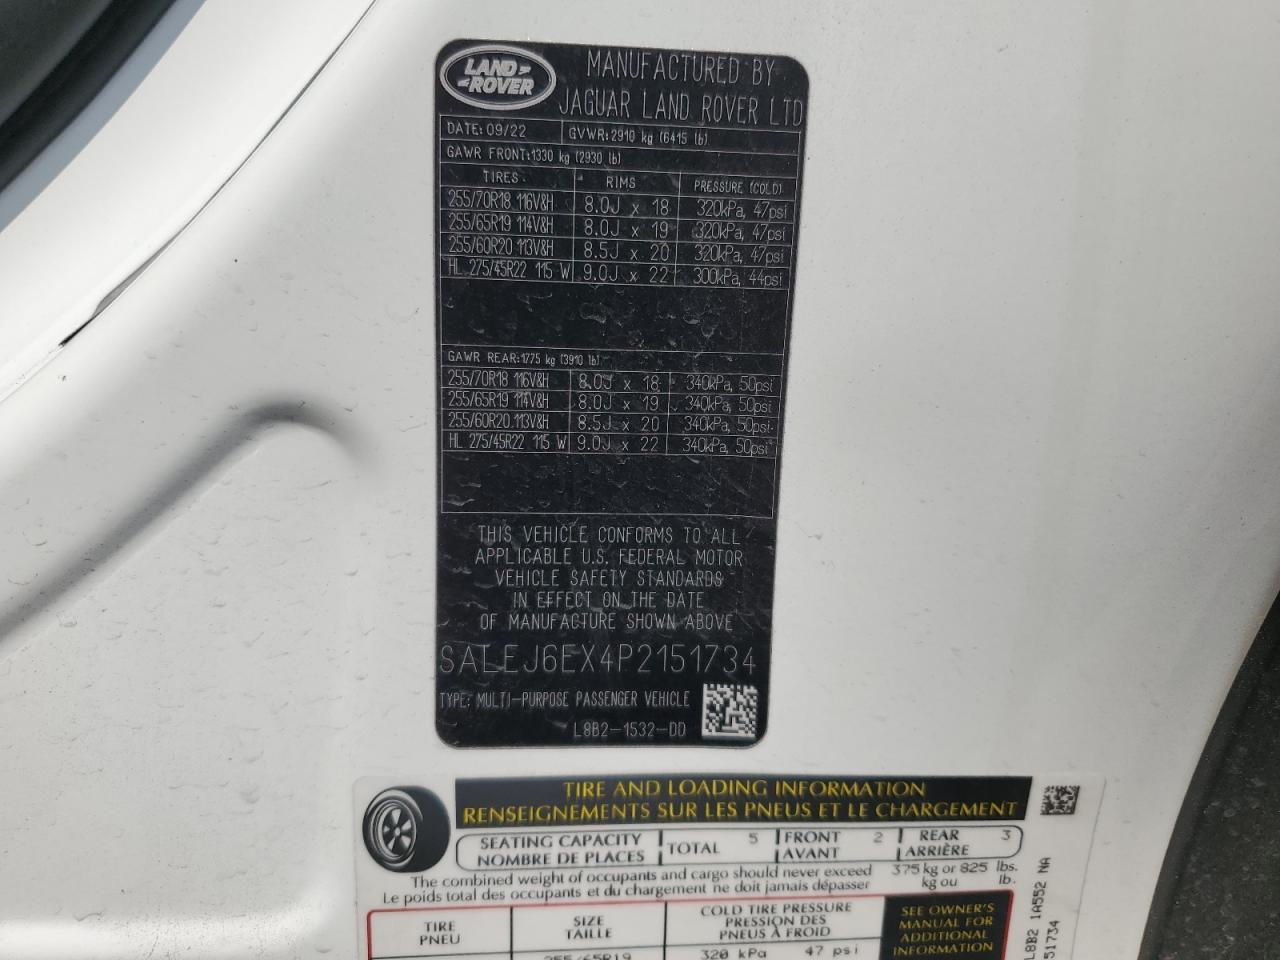 LAND ROVER
MANUFACTURED BY
JAGUAR LAND ROVER LTD
DATE: 09/22 GVWR: 2910 kg (6415 lb)
GAWR FRONT: 1330 kg (2930 lb)
TIRES RIMS PRESSURE (COLD)
255/70R18 116V&H 8.0J x 18 320kPa, 47psi
255/65R19 114V&H 8.0J x 19 320kPa, 47psi
255/60R20 113V&H 8.5J x 20 320kPa, 47psi
HL 275/45R22 115 W 9.0J x 22 300kPa, 44psi
GAWR REAR: 1775 kg (3910 lb)
255/70R18 116V&H 8.0J x 18 340kPa, 50psi
255/65R19 114V&H 8.0J x 19 340kPa, 50psi
255/60R20 113V&H 8.5J x 20 340kPa, 50psi
HL 275/45R22 115 W 9.0J x 22 340kPa, 50psi
THIS VEHICLE CONFORMS TO ALL
APPLICABLE U.S. FEDERAL MOTOR
VEHICLE SAFETY STANDARDS
IN EFFECT ON THE DATE
OF MANUFACTURE SHOWN ABOVE
SALEJ6EX4P2151734
TYPE: MULTI-PURPOSE PASSENGER VEHICLE
L8B2-1532-DD
TIRE AND LOADING INFORMATION
RENSEIGNEMENTS SUR LES PNEUS ET LE CHARGEMENT
SEATING CAPACITY TOTAL 5 FRONT 2 REAR 3
NOMBRE DE PLACES AVANT ARRIÈRE
The combined weight of occupants and cargo should never exceed 375 kg or 825 lbs.
Le poids total des occupants et du chargement ne doit jamais dépasser kg ou lb.
TIRE SIZE COLD TIRE PRESSURE
PNEU TAILLE PRESSION DES
PNEUS À FROID
SEE OWNER'S
MANUAL FOR
ADDITIONAL
INFORMATION
255/65R19 320 kPa 47 psi
L8B2 1A552 NA
51734